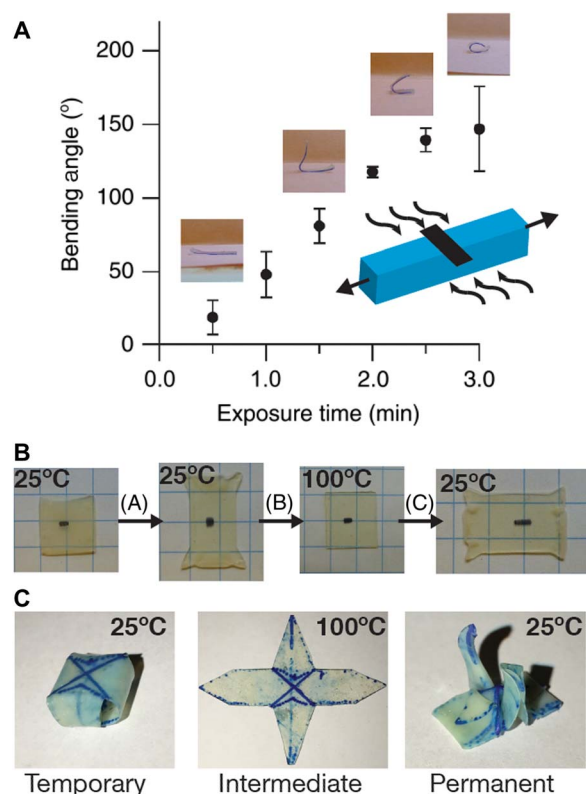 A
200
150
100
50
0
Bending angle (°)
0.0 1.0 2.0 3.0
Exposure time (min)
B
25°C 25°C 100°C 25°C
(A) (B) (C)
C
25°C 100°C 25°C
Temporary Intermediate Permanent